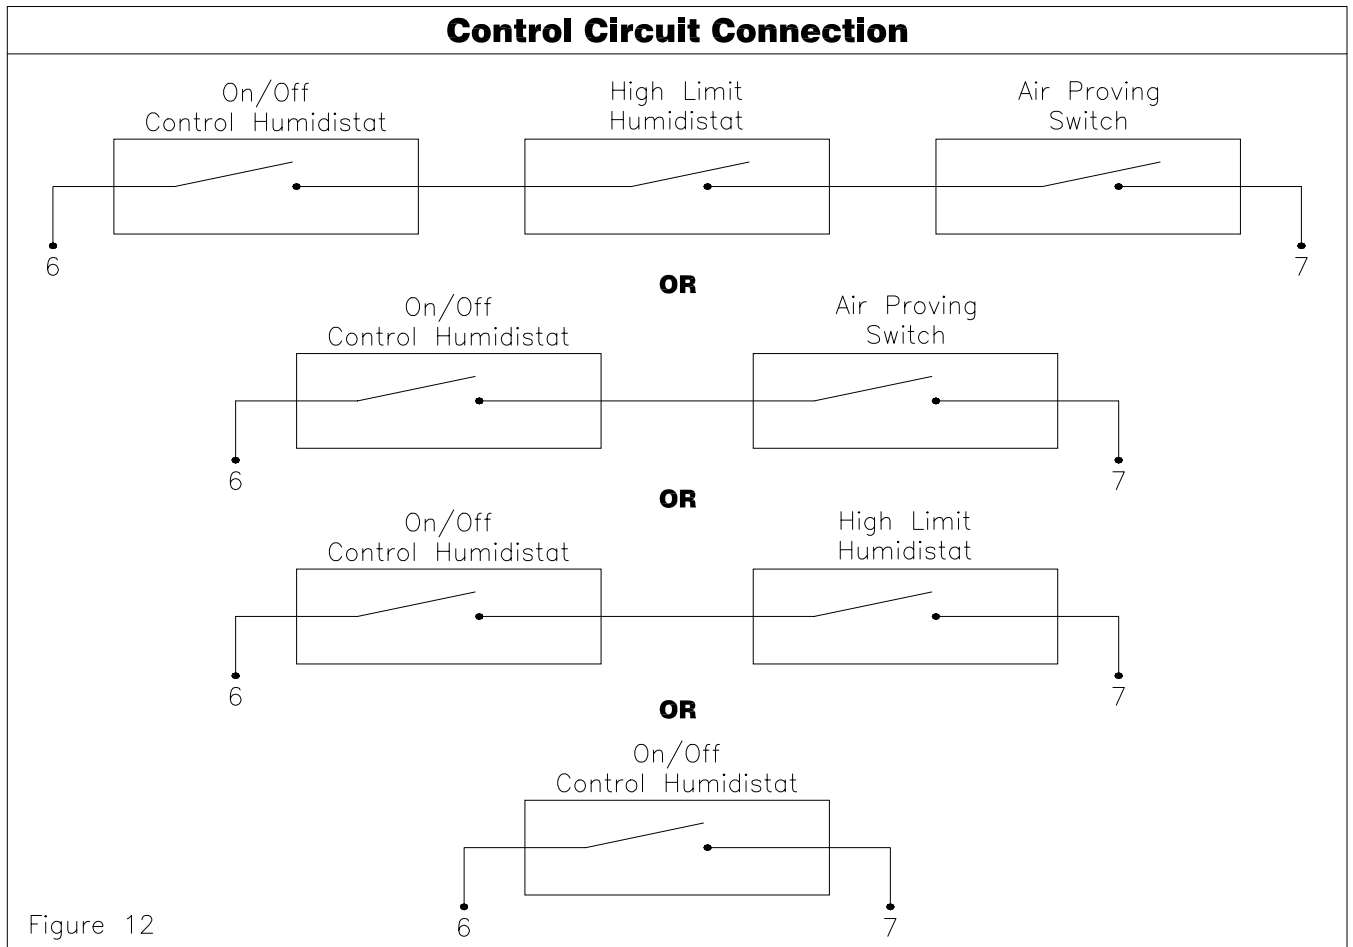 Control Circuit Connection
On/Off
Control Humidistat
High Limit
Humidistat
Air Proving
Switch
6
7
OR
On/Off
Control Humidistat
Air Proving
Switch
6
7
OR
On/Off
Control Humidistat
High Limit
Humidistat
6
7
OR
On/Off
Control Humidistat
6
7
Figure 12